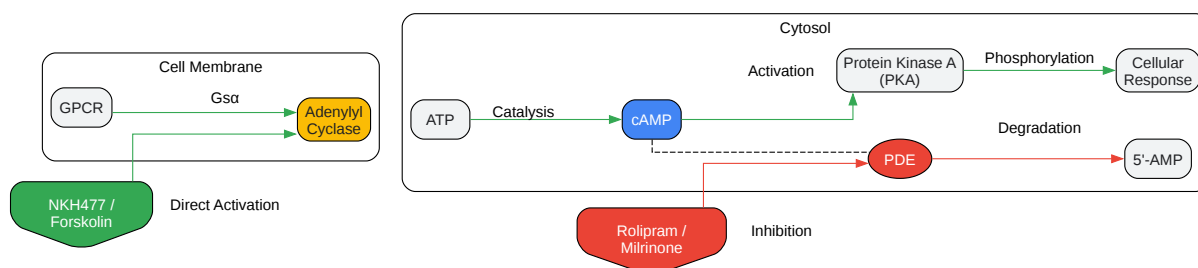 Cell Membrane
GPCR
Gsα
Adenylyl
Cyclase
NKH477 /
Forskolin
Direct Activation
Cytosol
ATP
Catalysis
cAMP
Activation
Protein Kinase A
(PKA)
Phosphorylation
Cellular
Response
PDE
Degradation
5'-AMP
Rolipram /
Milrinone
Inhibition